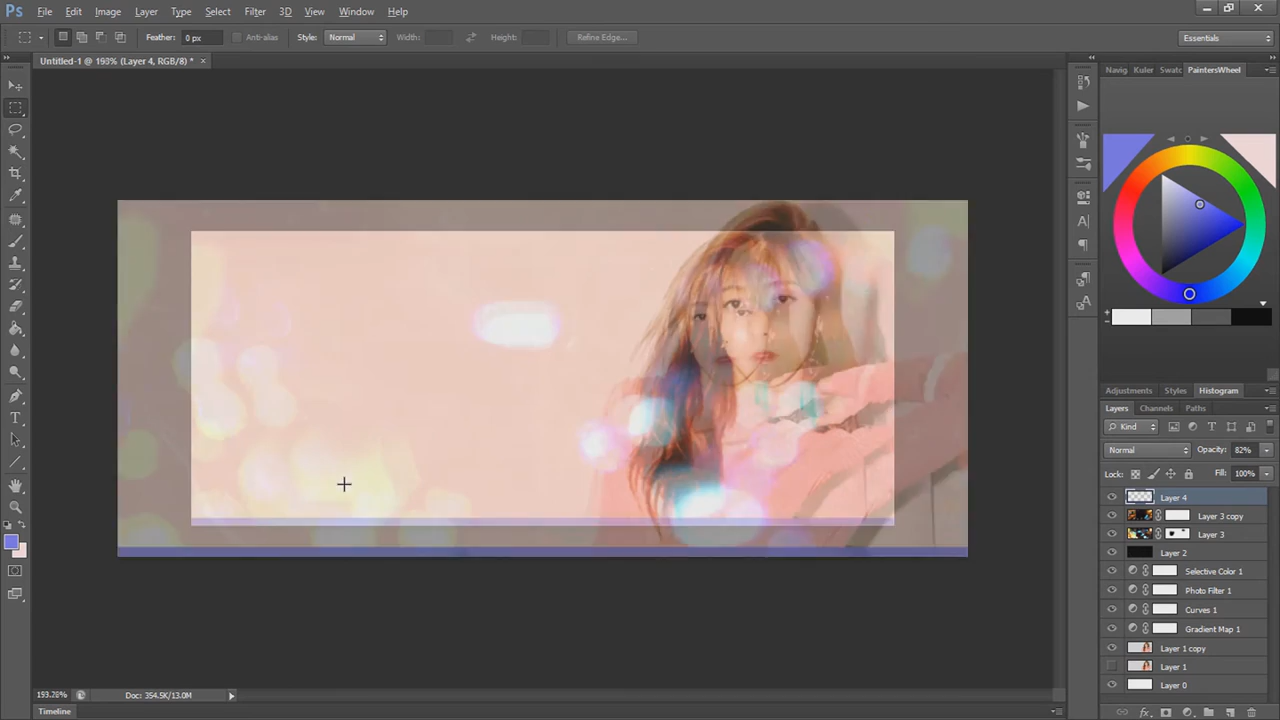 Ps File Edit Image Layer Type Select Filter 3D View Window Help
Feather: 0 px Anti-alias Style: Normal Width: Height: Refine Edge... Essentials
Untitled-1 @ 193% (Layer 4, RGB/8) * ×
Navig Kuler Swatc PaintersWheel
Adjustments Styles Histogram
Layers Channels Paths
Kind
Normal Opacity: 82%
Lock: Fill: 100%
Layer 4
Layer 3 copy
Layer 3
Layer 2
Selective Color 1
Photo Filter 1
Curves 1
Gradient Map 1
Layer 1 copy
Layer 1
Layer 0
193.28% Doc: 354.5K/13.0M
Timeline